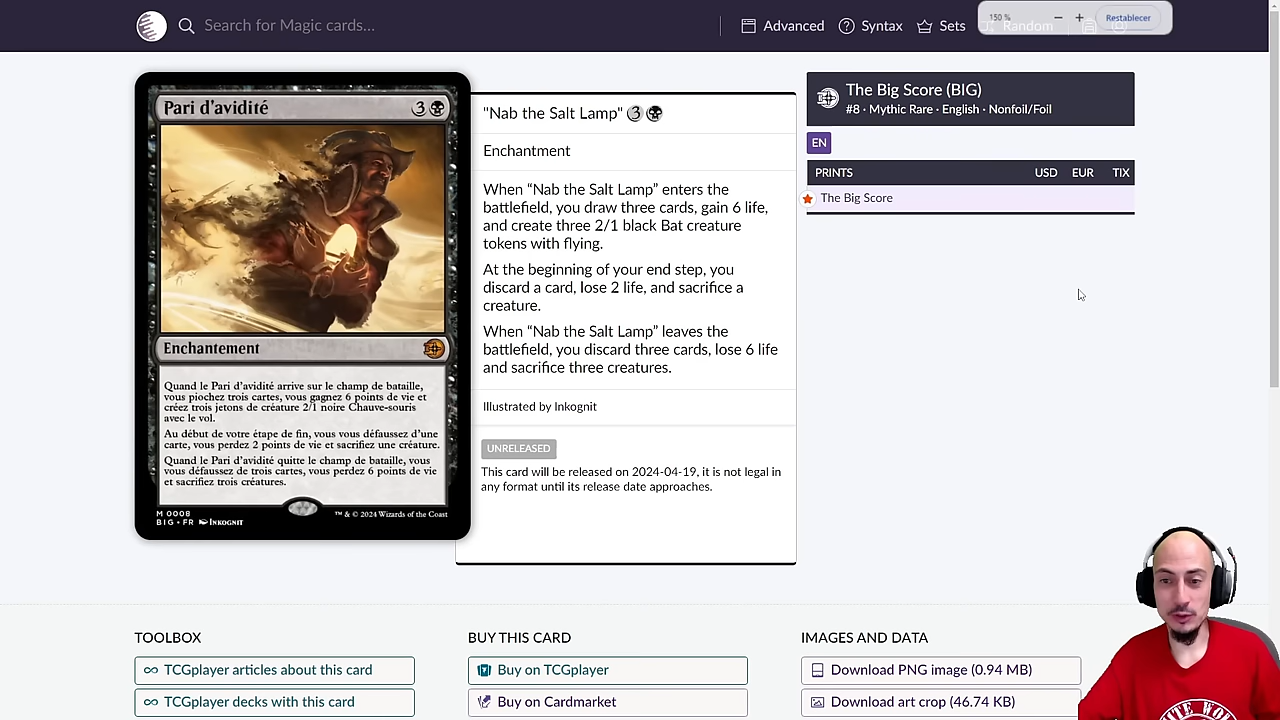 Search for Magic cards...
Advanced
Syntax
Sets
Random
150 %
Restablecer
Pari d'avidité 3
Enchantement
Quand le Pari d'avidité arrive sur le champ de bataille,
vous piochez trois cartes, vous gagnez 6 points de vie et
créez trois jetons de créature 2/1 noire Chauve-souris
avec le vol.
Au début de votre étape de fin, vous vous défaussez d'une
carte, vous perdez 2 points de vie et sacrifiez une créature.
Quand le Pari d'avidité quitte le champ de bataille, vous
vous défaussez de trois cartes, vous perdez 6 points de vie
et sacrifiez trois créatures.
M 0008
BIG • FR Inkognit
™ & © 2024 Wizards of the Coast
"Nab the Salt Lamp" 3
Enchantment
When “Nab the Salt Lamp” enters the
battlefield, you draw three cards, gain 6 life,
and create three 2/1 black Bat creature
tokens with flying.
At the beginning of your end step, you
discard a card, lose 2 life, and sacrifice a
creature.
When “Nab the Salt Lamp” leaves the
battlefield, you discard three cards, lose 6 life
and sacrifice three creatures.
Illustrated by Inkognit
UNRELEASED
This card will be released on 2024-04-19, it is not legal in
any format until its release date approaches.
The Big Score (BIG)
#8 · Mythic Rare · English · Nonfoil/Foil
EN
PRINTS USD EUR TIX
The Big Score
TOOLBOX
TCGplayer articles about this card
TCGplayer decks with this card
BUY THIS CARD
Buy on TCGplayer
Buy on Cardmarket
IMAGES AND DATA
Download PNG image (0.94 MB)
Download art crop (46.74 KB)